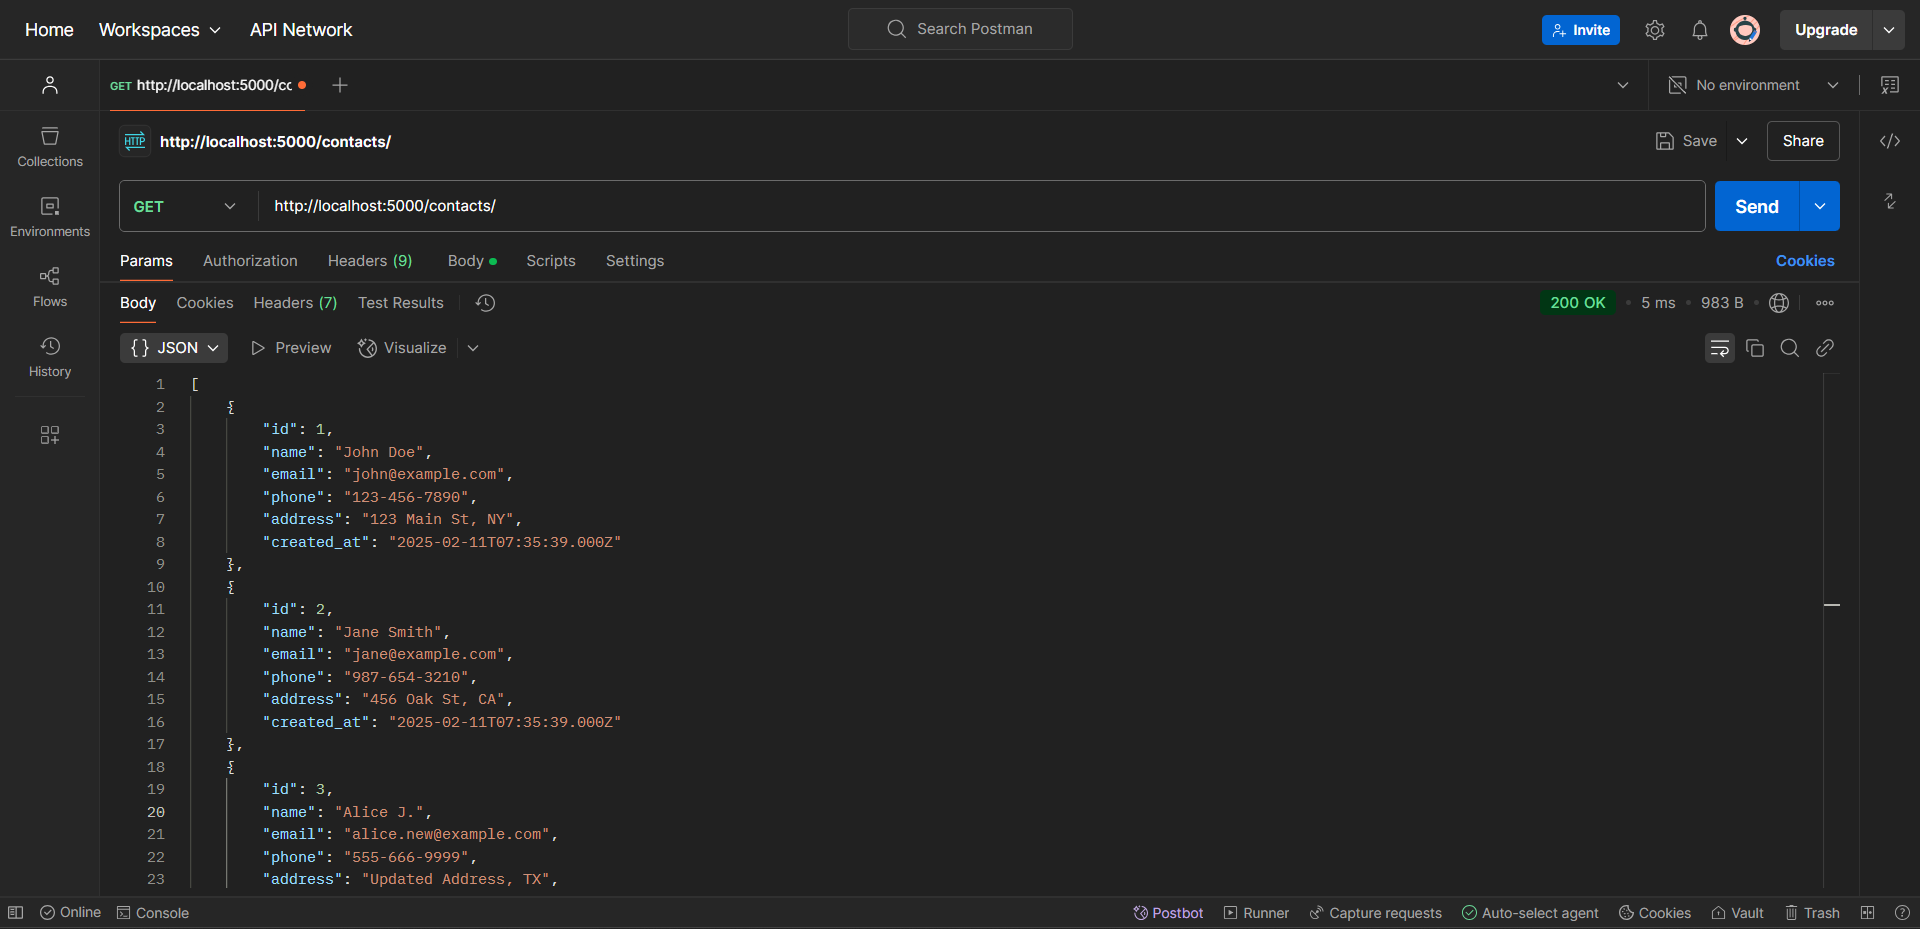 Home Workspaces API Network Search Postman Invite Upgrade
GET http://localhost:5000/cc No environment
HTTP http://localhost:5000/contacts/ Save Share
GET http://localhost:5000/contacts/ Send
Params Authorization Headers (9) Body Scripts Settings Cookies
Body Cookies Headers (7) Test Results 200 OK 5 ms 983 B
{} JSON Preview Visualize
Collections
Environments
Flows
History
1 [
2 {
3 "id": 1,
4 "name": "John Doe",
5 "email": "john@example.com",
6 "phone": "123-456-7890",
7 "address": "123 Main St, NY",
8 "created_at": "2025-02-11T07:35:39.000Z"
9 },
10 {
11 "id": 2,
12 "name": "Jane Smith",
13 "email": "jane@example.com",
14 "phone": "987-654-3210",
15 "address": "456 Oak St, CA",
16 "created_at": "2025-02-11T07:35:39.000Z"
17 },
18 {
19 "id": 3,
20 "name": "Alice J.",
21 "email": "alice.new@example.com",
22 "phone": "555-666-9999",
23 "address": "Updated Address, TX",
Online Console Postbot Runner Capture requests Auto-select agent Cookies Vault Trash